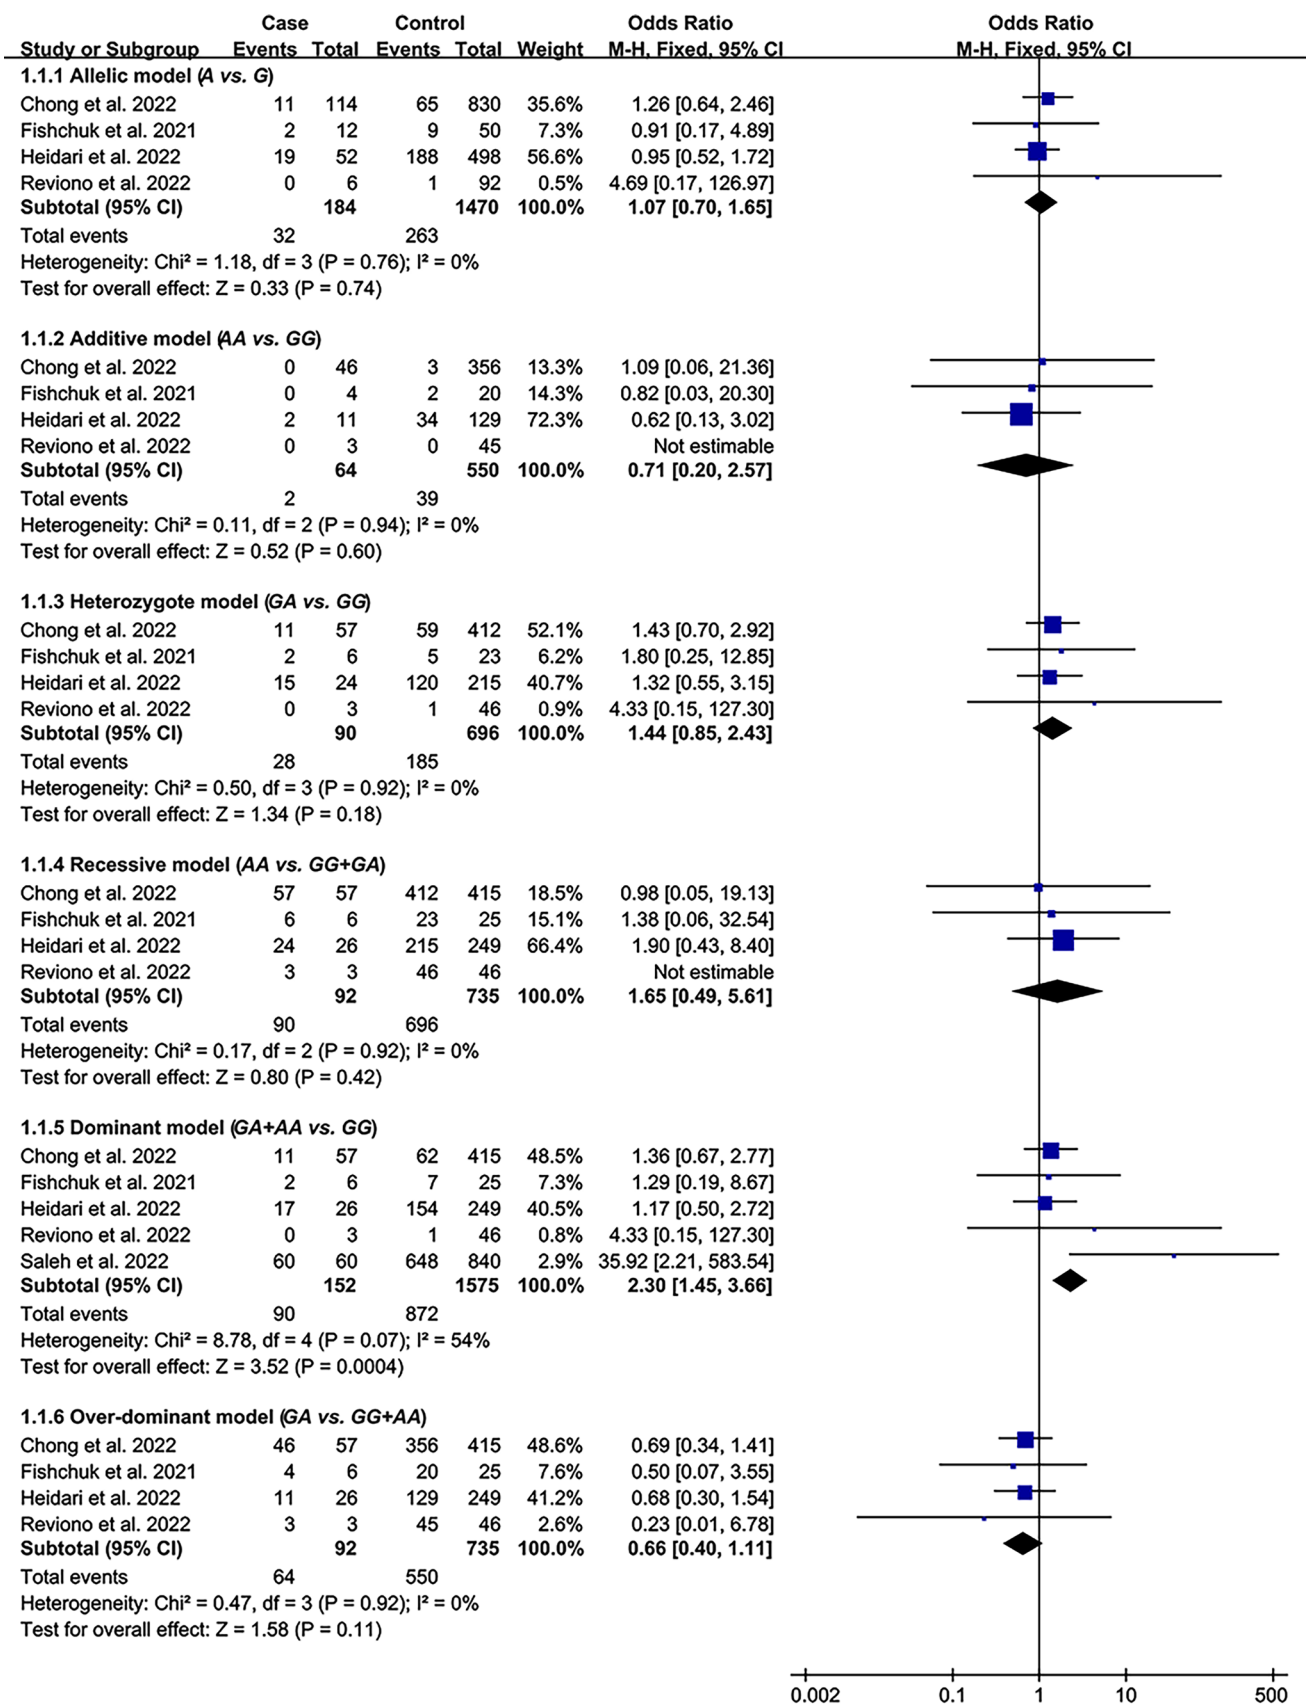 Case Control Odds Ratio Odds Ratio
Study or Subgroup Events Total Events Total Weight M-H, Fixed, 95% CI M-H, Fixed, 95% CI
1.1.1 Allelic model (A vs. G)
Chong et al. 2022 11 114 65 830 35.6% 1.26 [0.64, 2.46]
Fishchuk et al. 2021 2 12 9 50 7.3% 0.91 [0.17, 4.89]
Heidari et al. 2022 19 52 188 498 56.6% 0.95 [0.52, 1.72]
Reviono et al. 2022 0 6 1 92 0.5% 4.69 [0.17, 126.97]
Subtotal (95% CI) 184 1470 100.0% 1.07 [0.70, 1.65]
Total events 32 263
Heterogeneity: Chi² = 1.18, df = 3 (P = 0.76); I² = 0%
Test for overall effect: Z = 0.33 (P = 0.74)
1.1.2 Additive model (AA vs. GG)
Chong et al. 2022 0 46 3 356 13.3% 1.09 [0.06, 21.36]
Fishchuk et al. 2021 0 4 2 20 14.3% 0.82 [0.03, 20.30]
Heidari et al. 2022 2 11 34 129 72.3% 0.62 [0.13, 3.02]
Reviono et al. 2022 0 3 0 45 Not estimable
Subtotal (95% CI) 64 550 100.0% 0.71 [0.20, 2.57]
Total events 2 39
Heterogeneity: Chi² = 0.11, df = 2 (P = 0.94); I² = 0%
Test for overall effect: Z = 0.52 (P = 0.60)
1.1.3 Heterozygote model (GA vs. GG)
Chong et al. 2022 11 57 59 412 52.1% 1.43 [0.70, 2.92]
Fishchuk et al. 2021 2 6 5 23 6.2% 1.80 [0.25, 12.85]
Heidari et al. 2022 15 24 120 215 40.7% 1.32 [0.55, 3.15]
Reviono et al. 2022 0 3 1 46 0.9% 4.33 [0.15, 127.30]
Subtotal (95% CI) 90 696 100.0% 1.44 [0.85, 2.43]
Total events 28 185
Heterogeneity: Chi² = 0.50, df = 3 (P = 0.92); I² = 0%
Test for overall effect: Z = 1.34 (P = 0.18)
1.1.4 Recessive model (AA vs. GG+GA)
Chong et al. 2022 57 57 412 415 18.5% 0.98 [0.05, 19.13]
Fishchuk et al. 2021 6 6 23 25 15.1% 1.38 [0.06, 32.54]
Heidari et al. 2022 24 26 215 249 66.4% 1.90 [0.43, 8.40]
Reviono et al. 2022 3 3 46 46 Not estimable
Subtotal (95% CI) 92 735 100.0% 1.65 [0.49, 5.61]
Total events 90 696
Heterogeneity: Chi² = 0.17, df = 2 (P = 0.92); I² = 0%
Test for overall effect: Z = 0.80 (P = 0.42)
1.1.5 Dominant model (GA+AA vs. GG)
Chong et al. 2022 11 57 62 415 48.5% 1.36 [0.67, 2.77]
Fishchuk et al. 2021 2 6 7 25 7.3% 1.29 [0.19, 8.67]
Heidari et al. 2022 17 26 154 249 40.5% 1.17 [0.50, 2.72]
Reviono et al. 2022 0 3 1 46 0.8% 4.33 [0.15, 127.30]
Saleh et al. 2022 60 60 648 840 2.9% 35.92 [2.21, 583.54]
Subtotal (95% CI) 152 1575 100.0% 2.30 [1.45, 3.66]
Total events 90 872
Heterogeneity: Chi² = 8.78, df = 4 (P = 0.07); I² = 54%
Test for overall effect: Z = 3.52 (P = 0.0004)
1.1.6 Over-dominant model (GA vs. GG+AA)
Chong et al. 2022 46 57 356 415 48.6% 0.69 [0.34, 1.41]
Fishchuk et al. 2021 4 6 20 25 7.6% 0.50 [0.07, 3.55]
Heidari et al. 2022 11 26 129 249 41.2% 0.68 [0.30, 1.54]
Reviono et al. 2022 3 3 45 46 2.6% 0.23 [0.01, 6.78]
Subtotal (95% CI) 92 735 100.0% 0.66 [0.40, 1.11]
Total events 64 550
Heterogeneity: Chi² = 0.47, df = 3 (P = 0.92); I² = 0%
Test for overall effect: Z = 1.58 (P = 0.11)
0.002 0.1 1 10 500